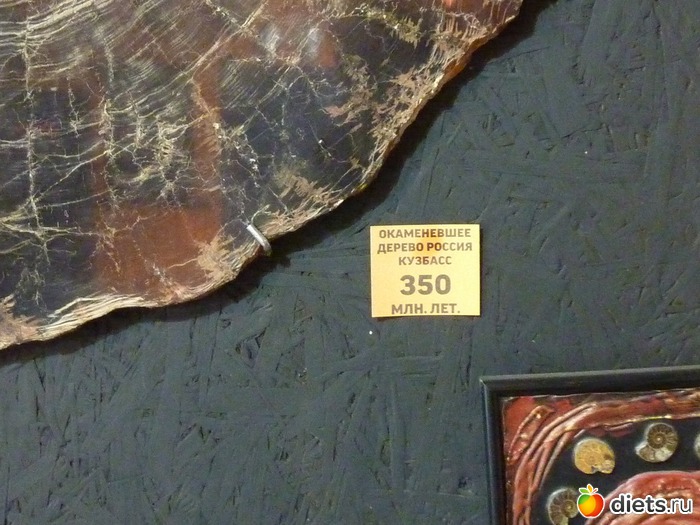 ОКАМЕНЕВШЕЕ
ДЕРЕВО РОССИЯ
КУЗБАСС
350
МЛН. ЛЕТ.
diets.ru